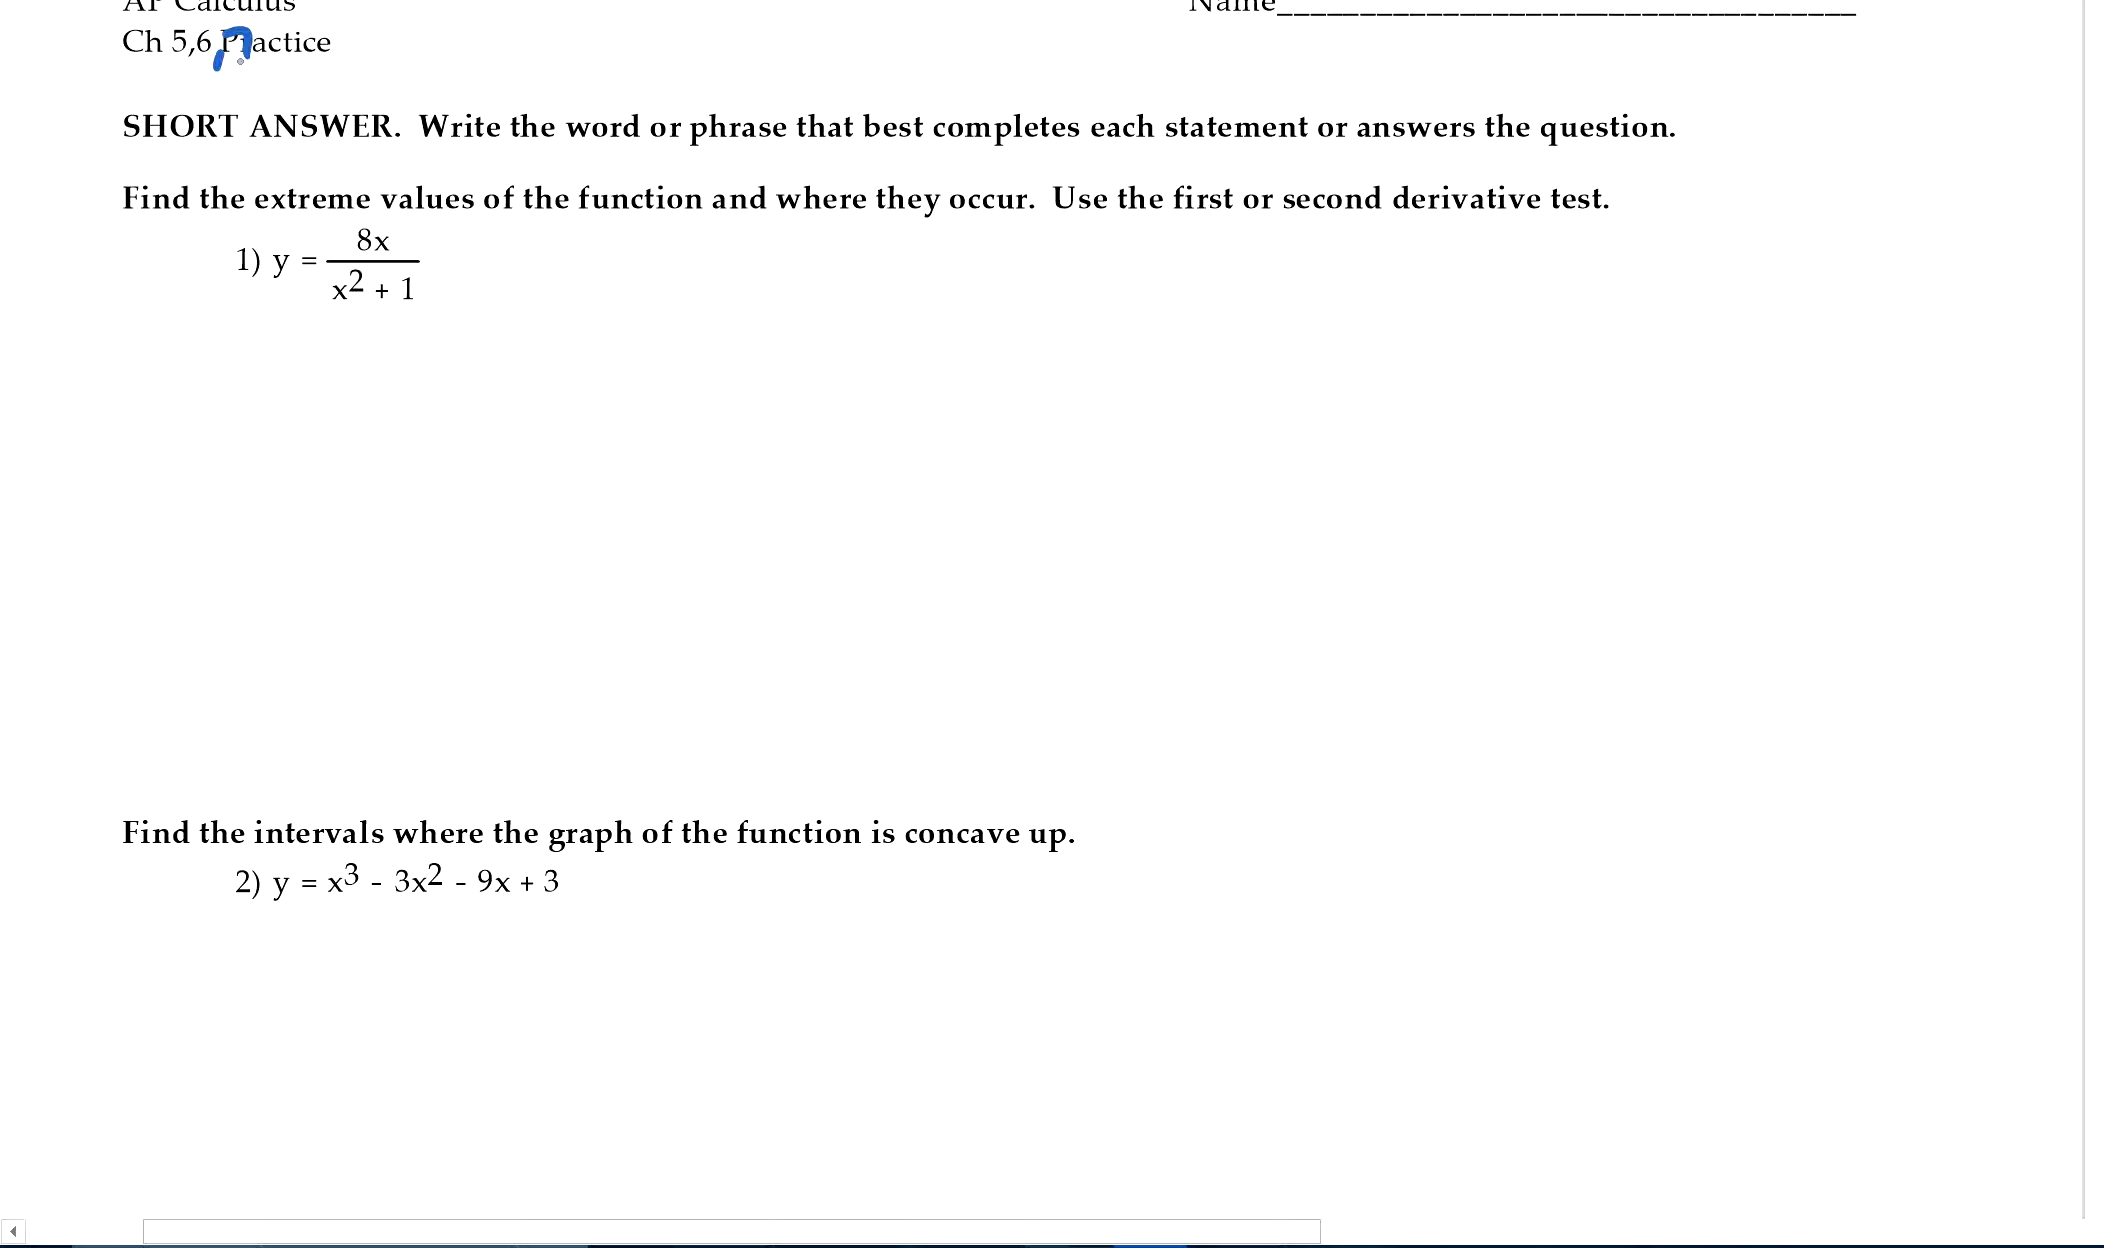 AP Calculus
Name___________________________________
Ch 5,6 Practice
SHORT ANSWER. Write the word or phrase that best completes each statement or answers the question.
Find the extreme values of the function and where they occur. Use the first or second derivative test.
1) y = 8x / (x² + 1)
Find the intervals where the graph of the function is concave up.
2) y = x³ - 3x² - 9x + 3